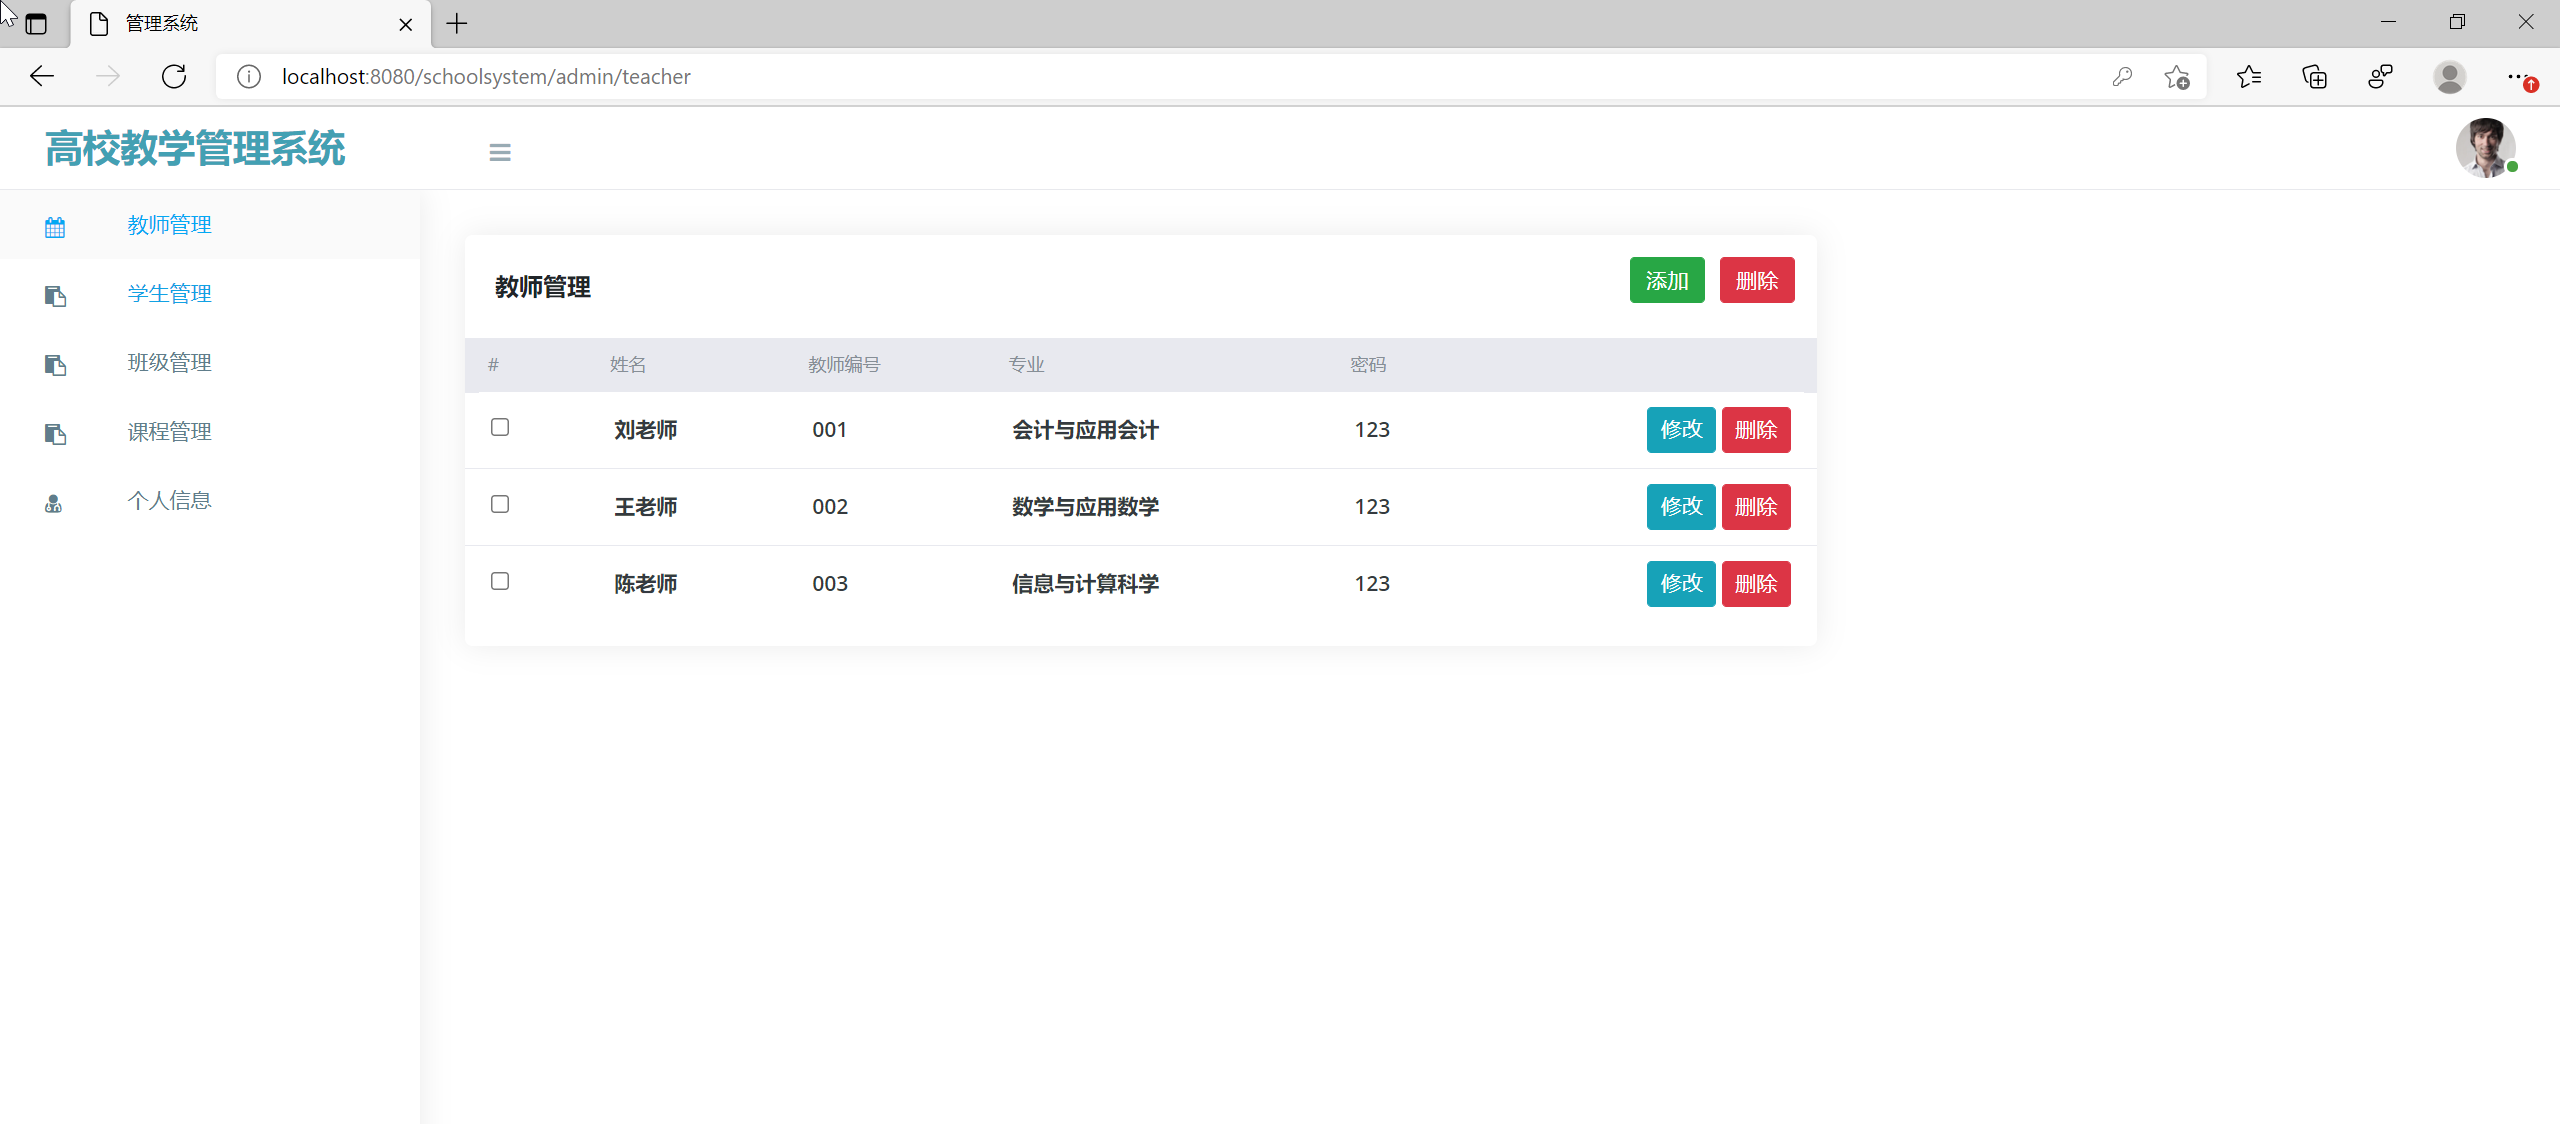 管理系统
localhost:8080/schoolsystem/admin/teacher
高校教学管理系统
教师管理
学生管理
班级管理
课程管理
个人信息
教师管理 添加 删除
# 姓名 教师编号 专业 密码
刘老师 001 会计与应用会计 123 修改 删除
王老师 002 数学与应用数学 123 修改 删除
陈老师 003 信息与计算科学 123 修改 删除